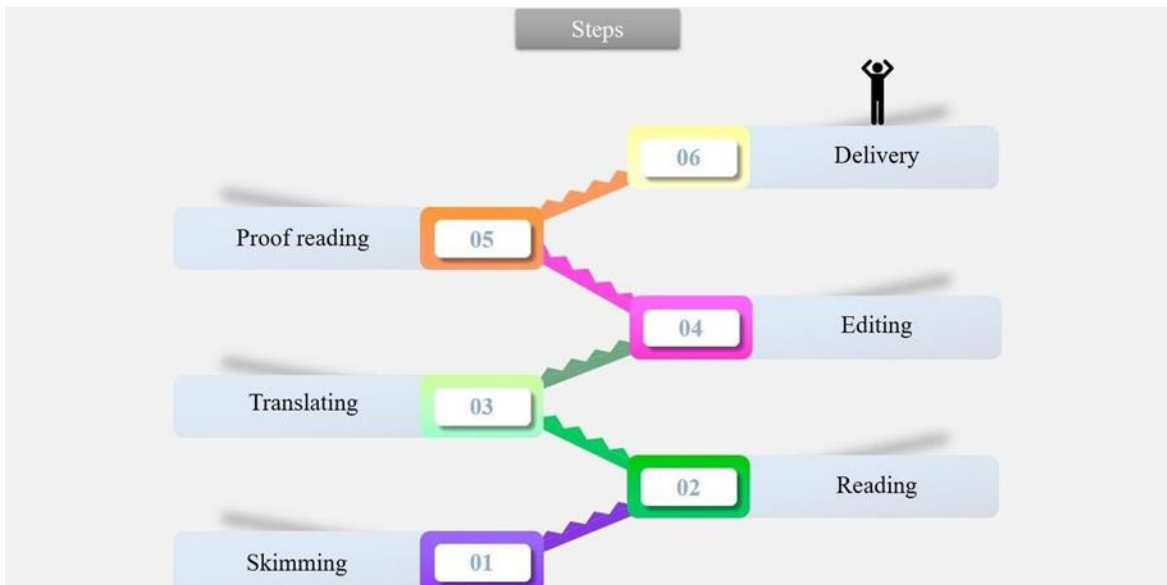 Steps
06
Delivery
Proof reading
05
04
Editing
Translating
03
02
Reading
Skimming
01